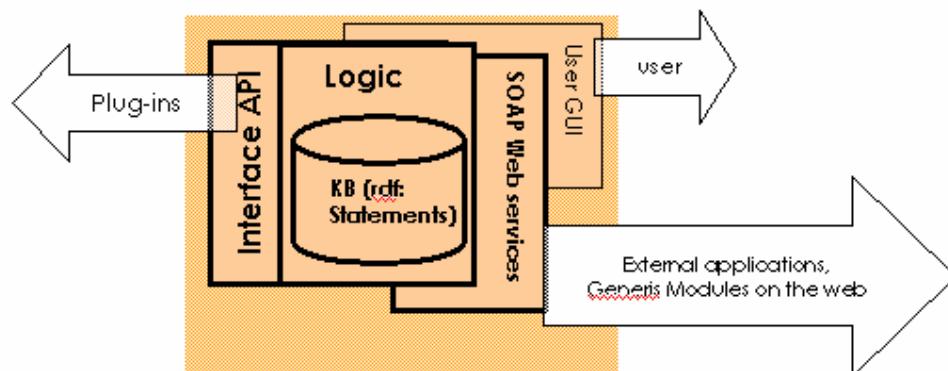 Plug-ins
Interface API
Logic
KB (rdf:
Statements)
SOAP Web services
User GUI
user
External applications,
Generis Modules on the web